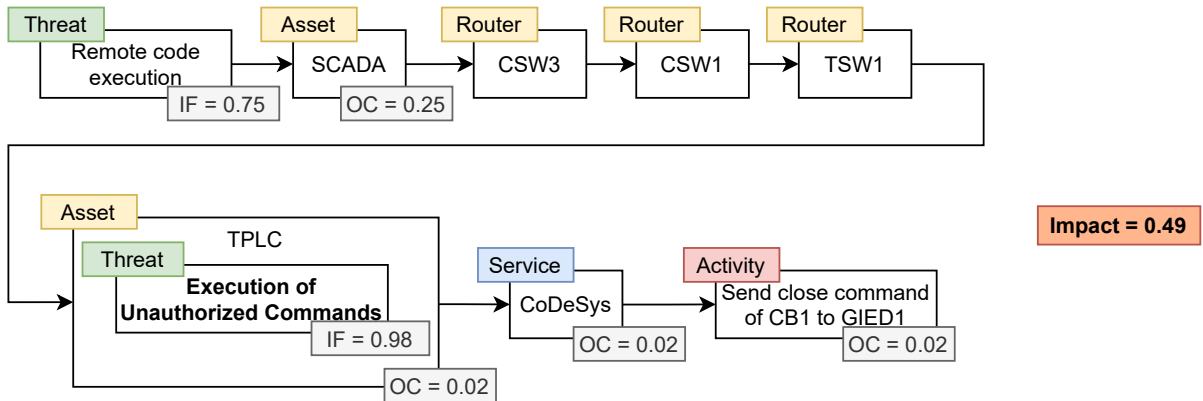 Threat
Remote code
execution
IF = 0.75
Asset
SCADA
OC = 0.25
Router
CSW3
Router
CSW1
Router
TSW1
Asset
TPLC
Threat
Execution of
Unauthorized Commands
IF = 0.98
OC = 0.02
Service
CoDeSys
OC = 0.02
Activity
Send close command
of CB1 to GIED1
OC = 0.02
Impact = 0.49